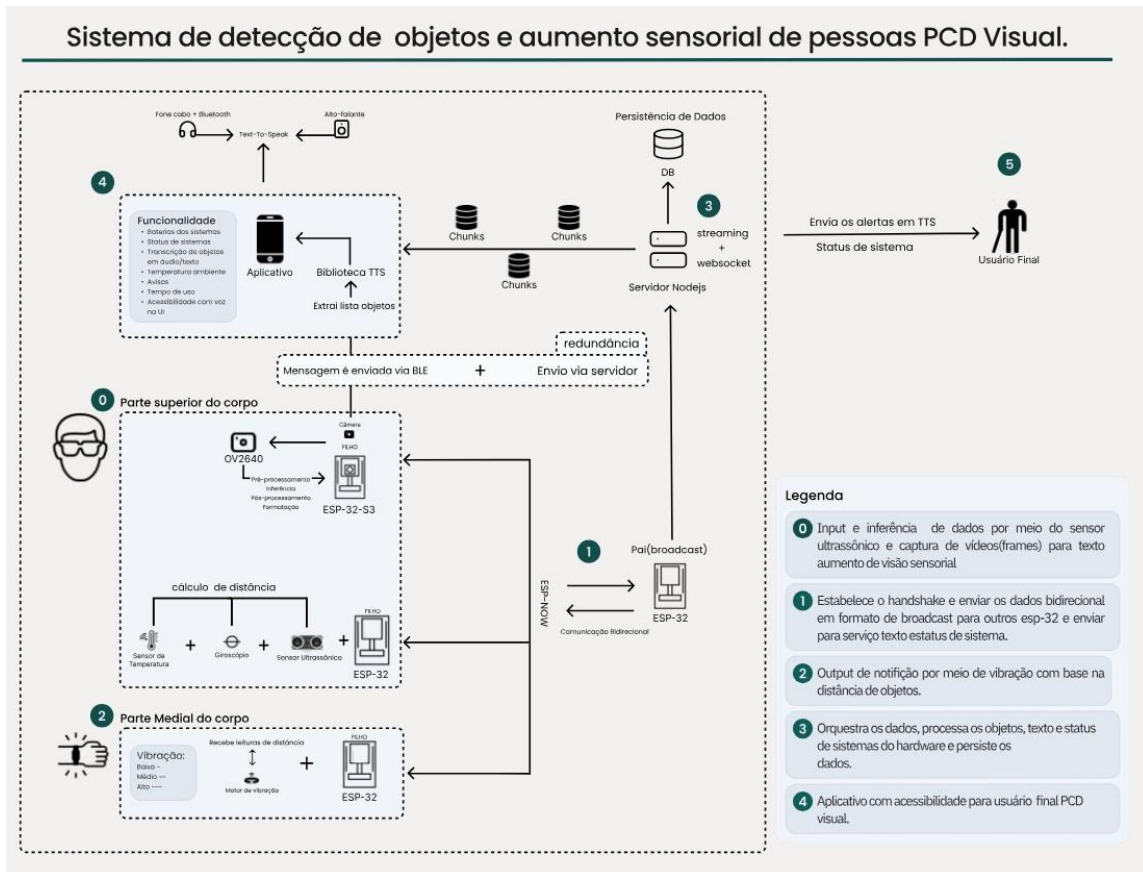 Sistema de detecção de objetos e aumento sensorial de pessoas PCD Visual.
Fone cabo + Bluetooth
Alto-falante
Text-To-Speak
Persistência de Dados
DB
4
3
5
Funcionalidade
• Baterias dos sistemas
• Status de sistemas
• Transcrição de objetos
em áudio/texto
• Temperatura ambiente
• Avisos
• Tempo de uso
• Acessibilidade com voz
na UI
Aplicativo
Biblioteca TTS
Extrai lista objetos
Chunks
Chunks
Chunks
streaming
+
websocket
Servidor Nodejs
Envia os alertas em TTS
Status de sistema
Usuário Final
redundância
Mensagem é enviada via BLE + Envio via servidor
0 Parte superior do corpo
Câmera
FILHO
OV2640
Pré-processamento
Inferência
Pós-processamento
Formatação
ESP-32-S3
cálculo de distância
FILHO
Sensor de
Temperatura
+
Giroscópio
+
Sensor Ultrassônico
+
ESP-32
1
Pai(broadcast)
ESP-32
ESP-NOW
Comunicação Bidirecional
2 Parte Medial do corpo
Vibração:
Baixa -
Médio --
Alto ---
Recebe leituras de distância
Motor de vibração
+
FILHO
ESP-32
Legenda
0 Input e inferência de dados por meio do sensor
ultrassônico e captura de vídeos(frames) para texto
aumento de visão sensorial
1 Estabelece o handshake e enviar os dados bidirecional
em formato de broadcast para outros esp-32 e enviar
para serviço texto estatus de sistema.
2 Output de notifição por meio de vibração com base na
distância de objetos.
3 Orquestra os dados, processa os objetos, texto e status
de sistemas do hardware e persiste os
dados.
4 Aplicativo com acessibilidade para usuário final PCD
visual.